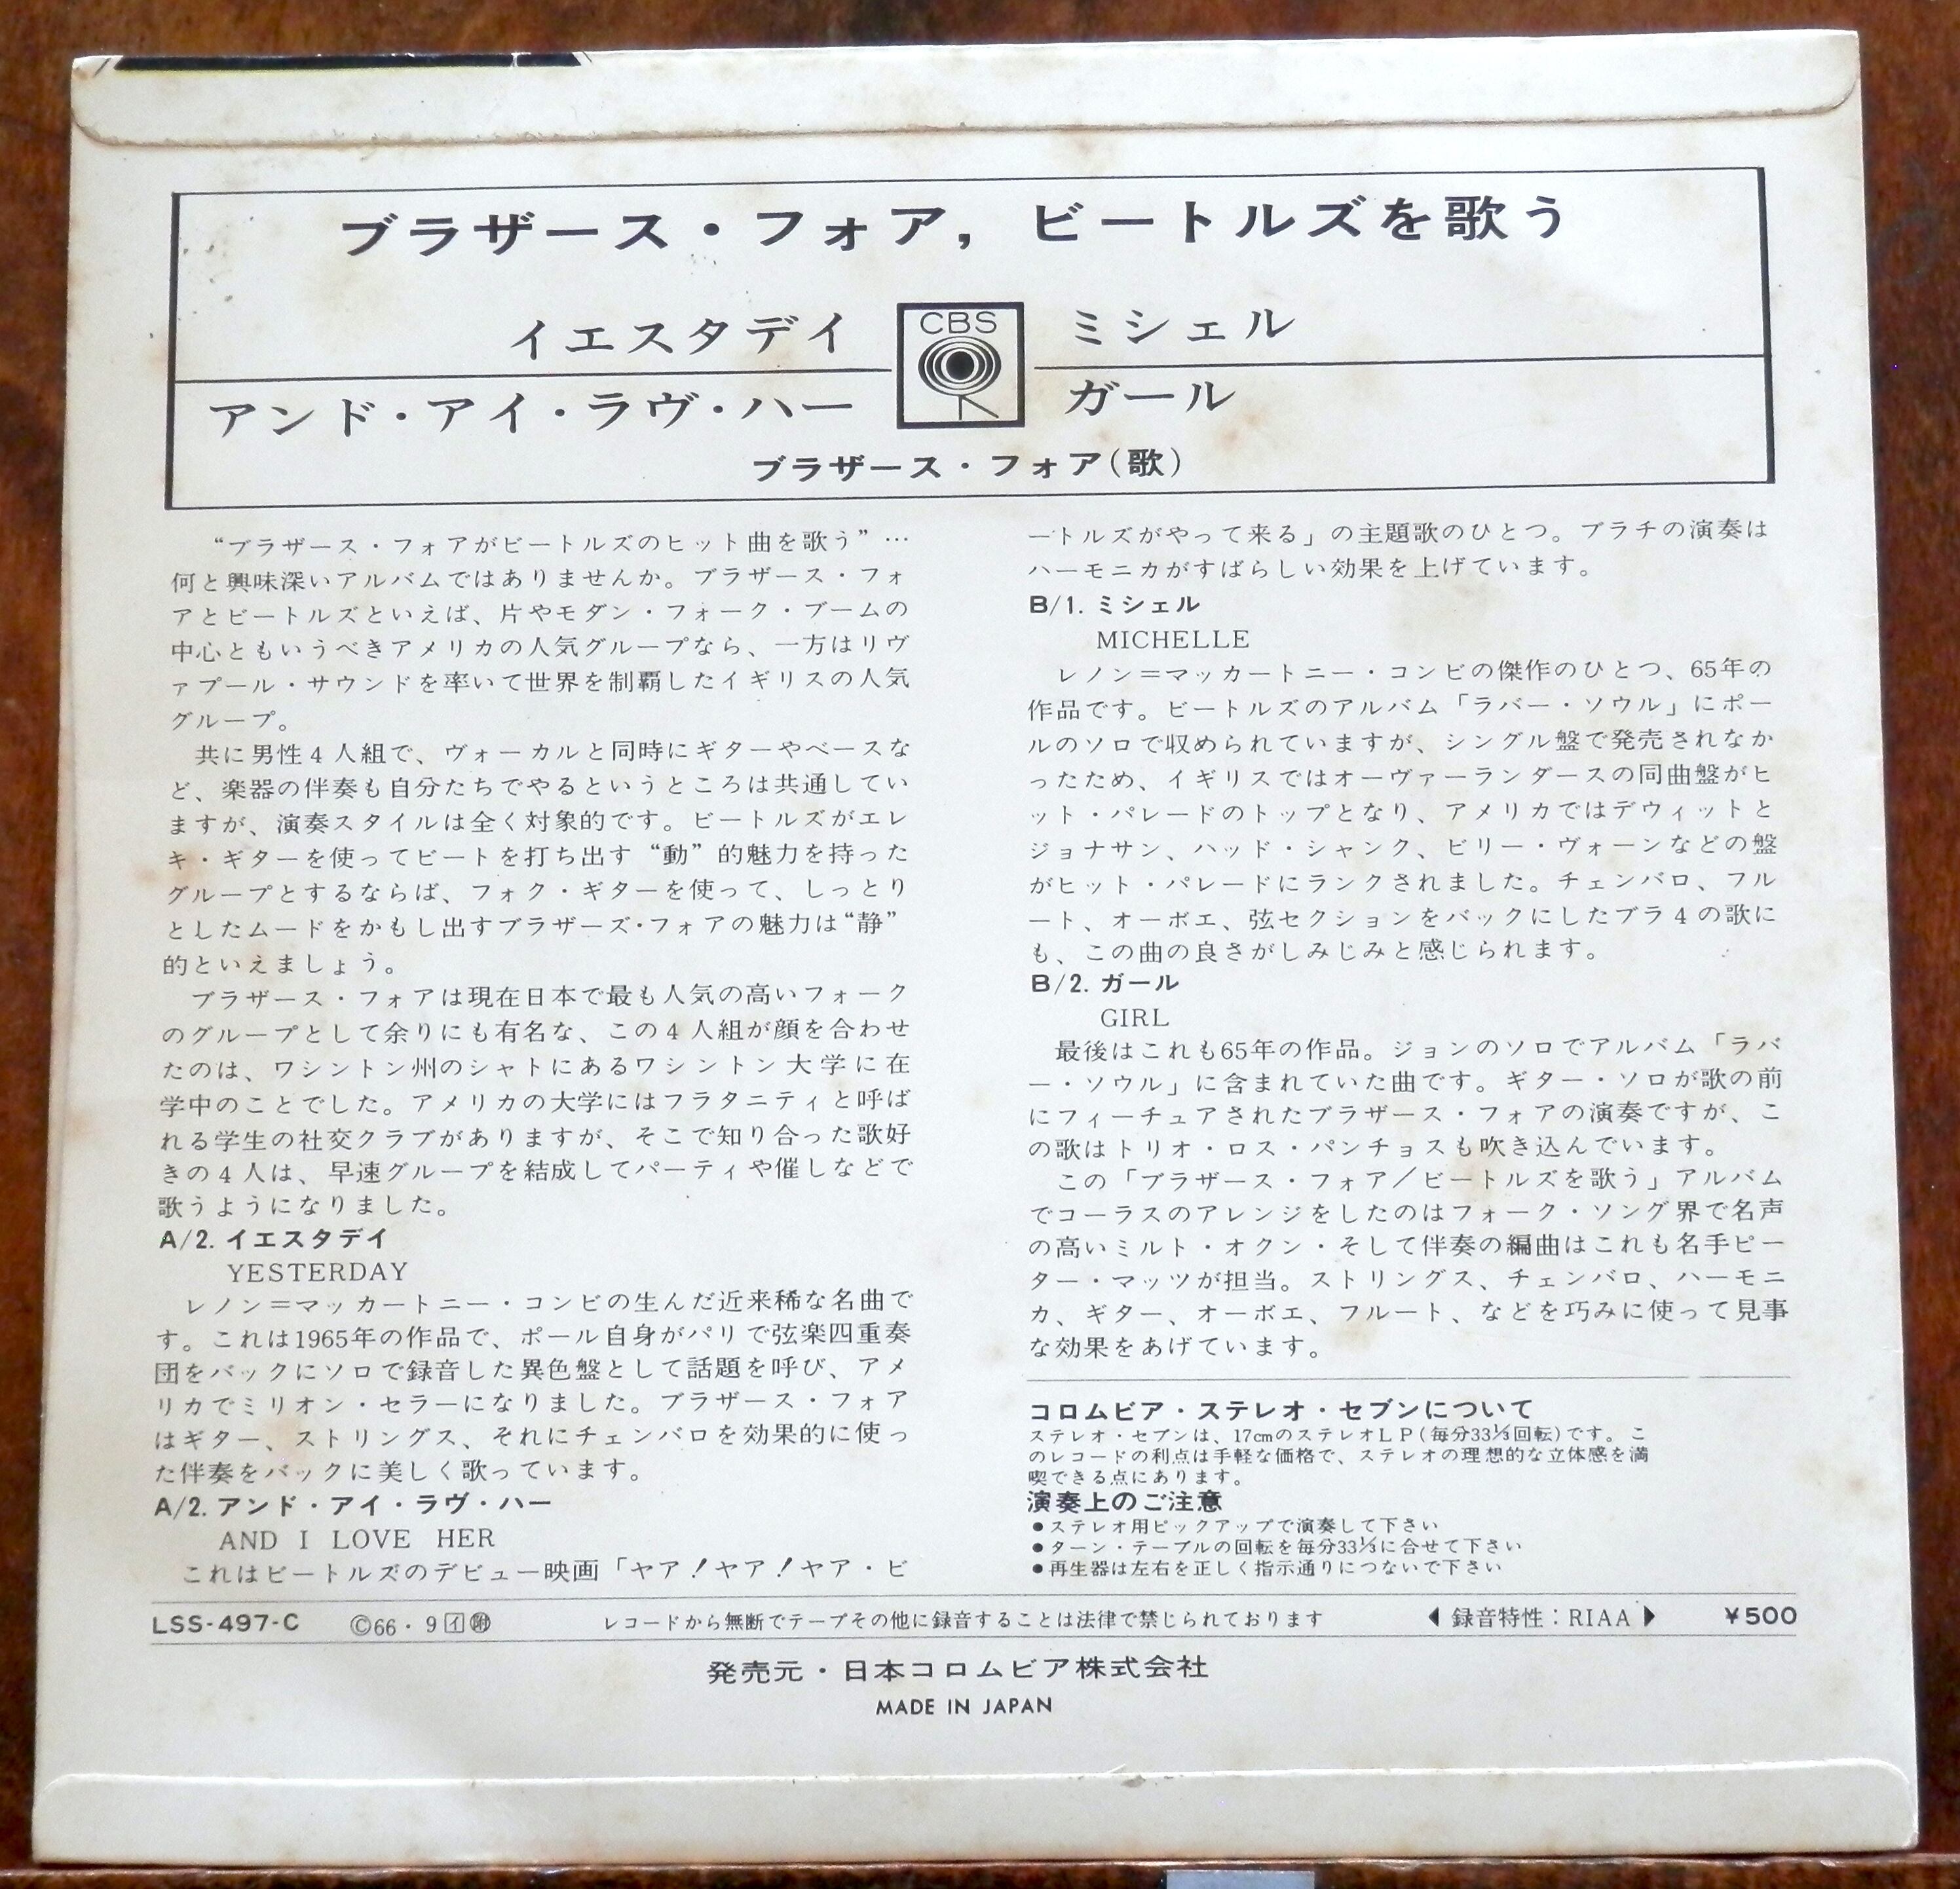 ブラザース・フォア，ビートルズを歌う
イエスタデイ
アンド・アイ・ラヴ・ハー
CBS
ミシェル
ガール
ブラザース・フォア(歌)
“ブラザース・フォアがビートルズのヒット曲を歌う”…
何と興味深いアルバムではありませんか。ブラザース・フォ
アとビートルズといえば、片やモダン・フォーク・ブームの
中心ともいうべきアメリカの人気グループなら、一方はリヴ
ァプール・サウンドを率いて世界を制覇したイギリスの人気
グループ。
共に男性4人組で、ヴォーカルと同時にギターやベースな
ど、楽器の伴奏も自分たちでやるというところは共通してい
ますが、演奏スタイルは全く対象的です。ビートルズがエレ
キ・ギターを使ってビートを打ち出す“動”的魅力を持った
グループとするならば、フォク・ギターを使って、しっとり
としたムードをかもし出すブラザーズ・フォアの魅力は“静”
的といえましょう。
ブラザース・フォアは現在日本で最も人気の高いフォーク
のグループとして余りにも有名な、この4人組が顔を合わせ
たのは、ワシントン州のシャトにあるワシントン大学に在
学中のことでした。アメリカの大学にはフラタニティと呼ば
れる学生の社交クラブがありますが、そこで知り合った歌好
きの4人は、早速グループを結成してパーティや催しなどで
歌うようになりました。
A/2. イエスタデイ
YESTERDAY
レノン＝マッカートニー・コンビの生んだ近来稀な名曲で
す。これは1965年の作品で、ポール自身がパリで弦楽四重奏
団をバックにソロで録音した異色盤として話題を呼び、アメ
リカでミリオン・セラーになりました。ブラザース・フォア
はギター、ストリングス、それにチェンバロを効果的に使っ
た伴奏をバックに美しく歌っています。
A/2. アンド・アイ・ラヴ・ハー
AND I LOVE HER
これはビートルズのデビュー映画「ヤア！ヤア！ヤア・ビ
ートルズがやって来る」の主題歌のひとつ。ブラチの演奏は
ハーモニカがすばらしい効果を上げています。
B/1. ミシェル
MICHELLE
レノン＝マッカートニー・コンビの傑作のひとつ、65年の
作品です。ビートルズのアルバム「ラバー・ソウル」にポー
ルのソロで収められていますが、シングル盤で発売されなか
ったため、イギリスではオーヴァーランダースの同曲盤がヒ
ット・パレードのトップとなり、アメリカではデウィットと
ジョナサン、ハッド・シャンク、ビリー・ヴォーンなどの盤
がヒット・パレードにランクされました。チェンバロ、フル
ート、オーボエ、弦セクションをバックにしたブラ4の歌に
も、この曲の良さがしみじみと感じられます。
B/2. ガール
GIRL
最後はこれも65年の作品。ジョンのソロでアルバム「ラバ
ー・ソウル」に含まれていた曲です。ギター・ソロが歌の前
にフィーチュアされたブラザース・フォアの演奏ですが、こ
の歌はトリオ・ロス・パンチョスも吹き込んでいます。
この「ブラザース・フォア／ビートルズを歌う」アルバム
でコーラスのアレンジをしたのはフォーク・ソング界で名声
の高いミルト・オクン・そして伴奏の編曲はこれも名手ピー
ター・マッツが担当。ストリングス、チェンバロ、ハーモニ
カ、ギター、オーボエ、フルート、などを巧みに使って見事
な効果をあげています。
コロムビア・ステレオ・セブンについて
ステレオ・セブンは、17cmのステレオLP(毎分33⅓回転)です。こ
のレコードの利点は手軽な価格で、ステレオの理想的な立体感を満
喫できる点にあります。
演奏上のご注意
●ステレオ用ピックアップで演奏して下さい
●ターン・テーブルの回転を毎分33⅓に合せて下さい
●再生器は左右を正しく指示通りにつないで下さい
LSS-497-C ©66・9 イ 附 レコードから無断でテープその他に録音することは法律で禁じられております ◀ 録音特性：RIAA ▶ ¥500
発売元・日本コロムビア株式会社
MADE IN JAPAN